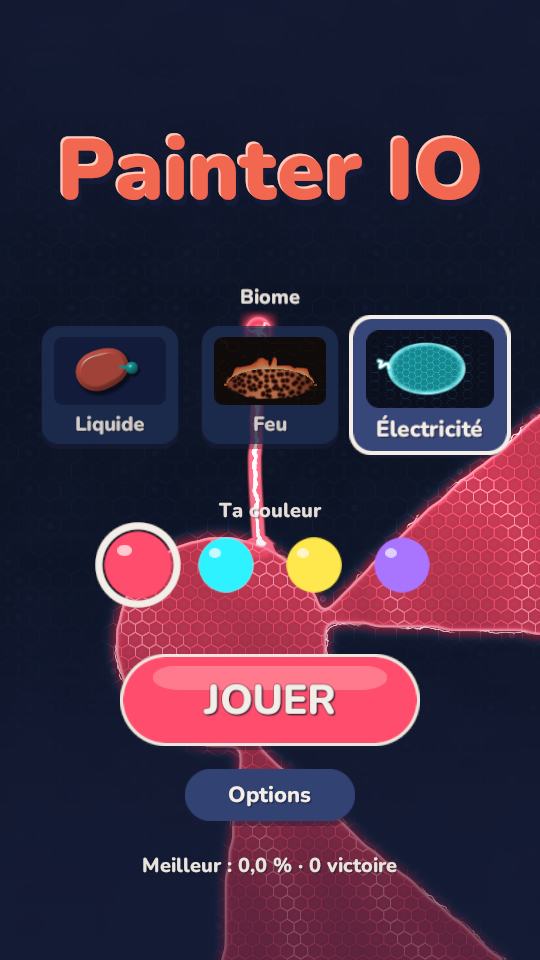 Painter IO
Biome
Liquide
Feu
Électricité
Ta couleur
JOUER
Options
Meilleur : 0,0 % · 0 victoire